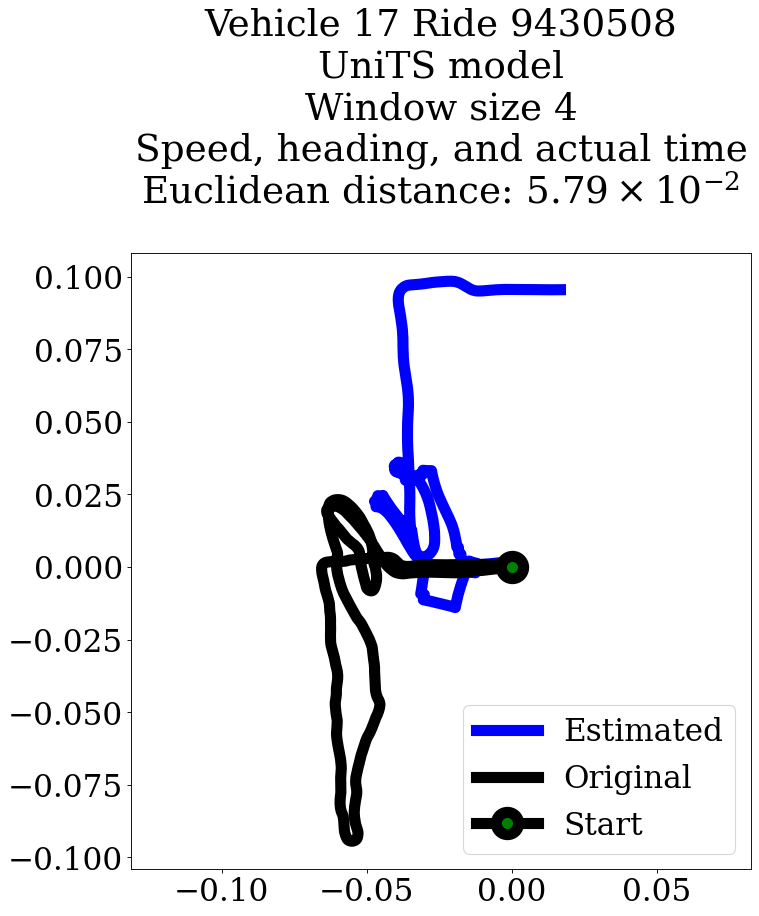 Vehicle 17 Ride 9430508
UniTS model
Window size 4
Speed, heading, and actual time
Euclidean distance: 5.79 × 10⁻²
0.100
0.075
0.050
0.025
0.000
−0.025
−0.050
−0.075
−0.100
Estimated
Original
Start
−0.10 −0.05 0.00 0.05